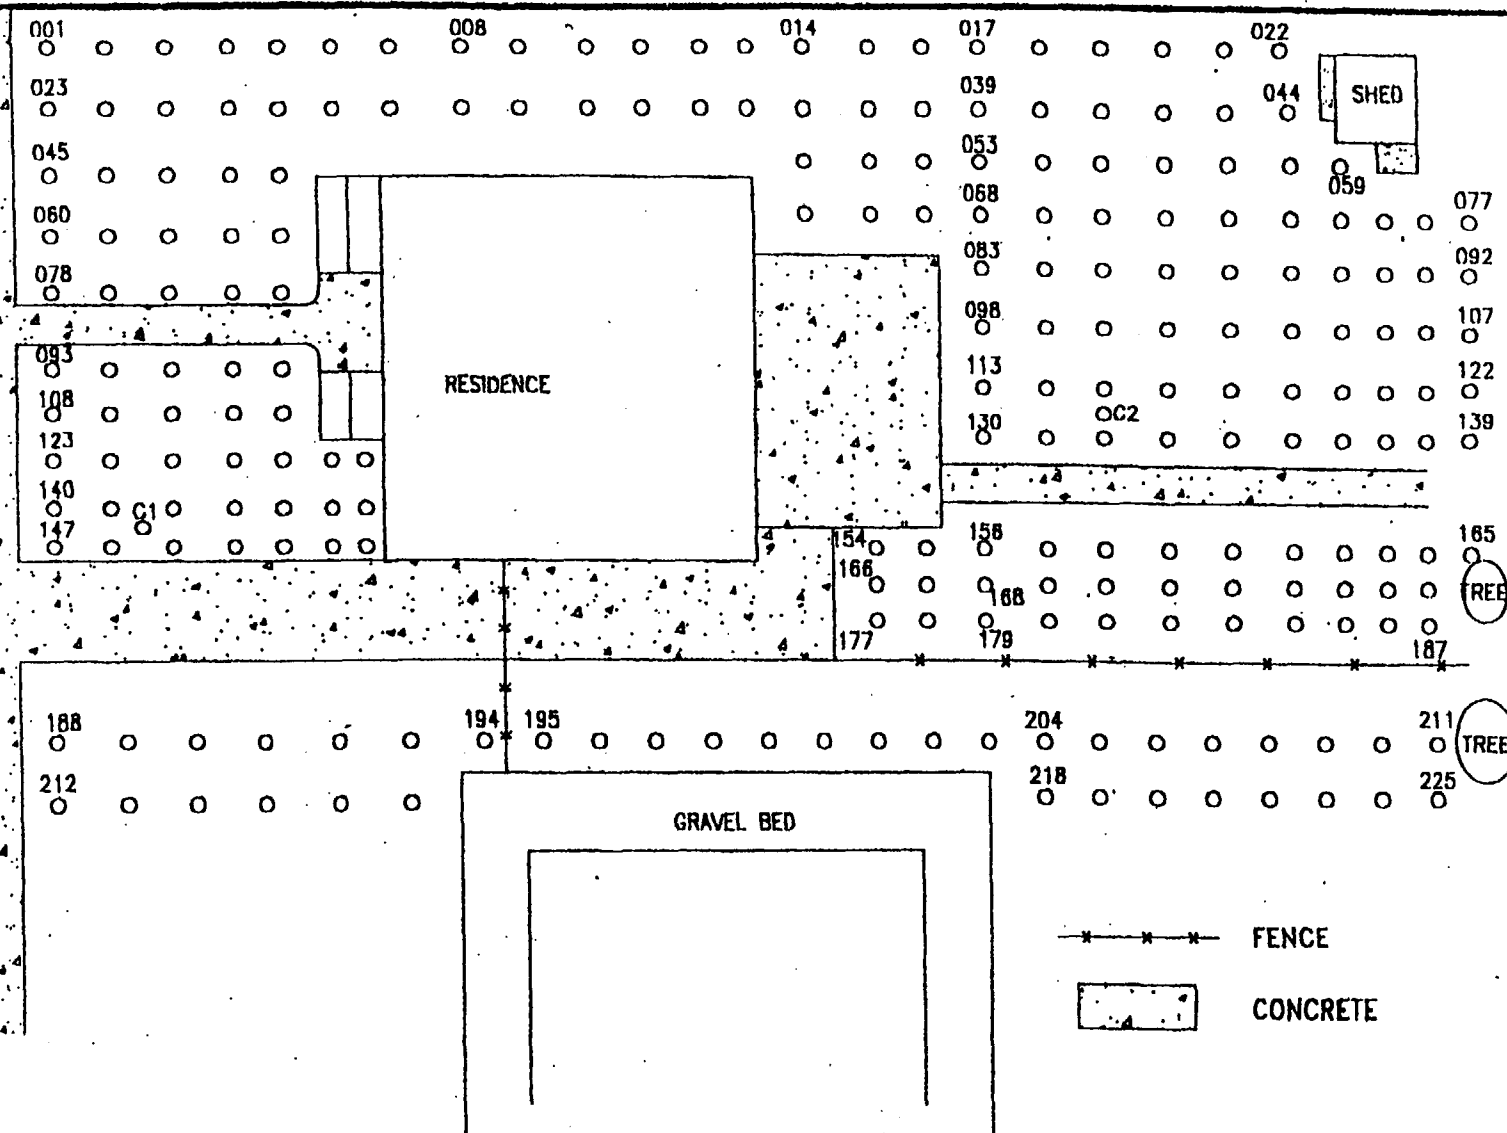 001 008 014 017 022
023 039 044 SHED
045 053 059
060 068 077
078 083 092
098 107
093 113 122
RESIDENCE
108 C2
123 130 139
140 C1
147 154 156 165
166 168 TREE
177 179 187
188 194 195 204 211 TREE
212 218 225
GRAVEL BED
FENCE
CONCRETE